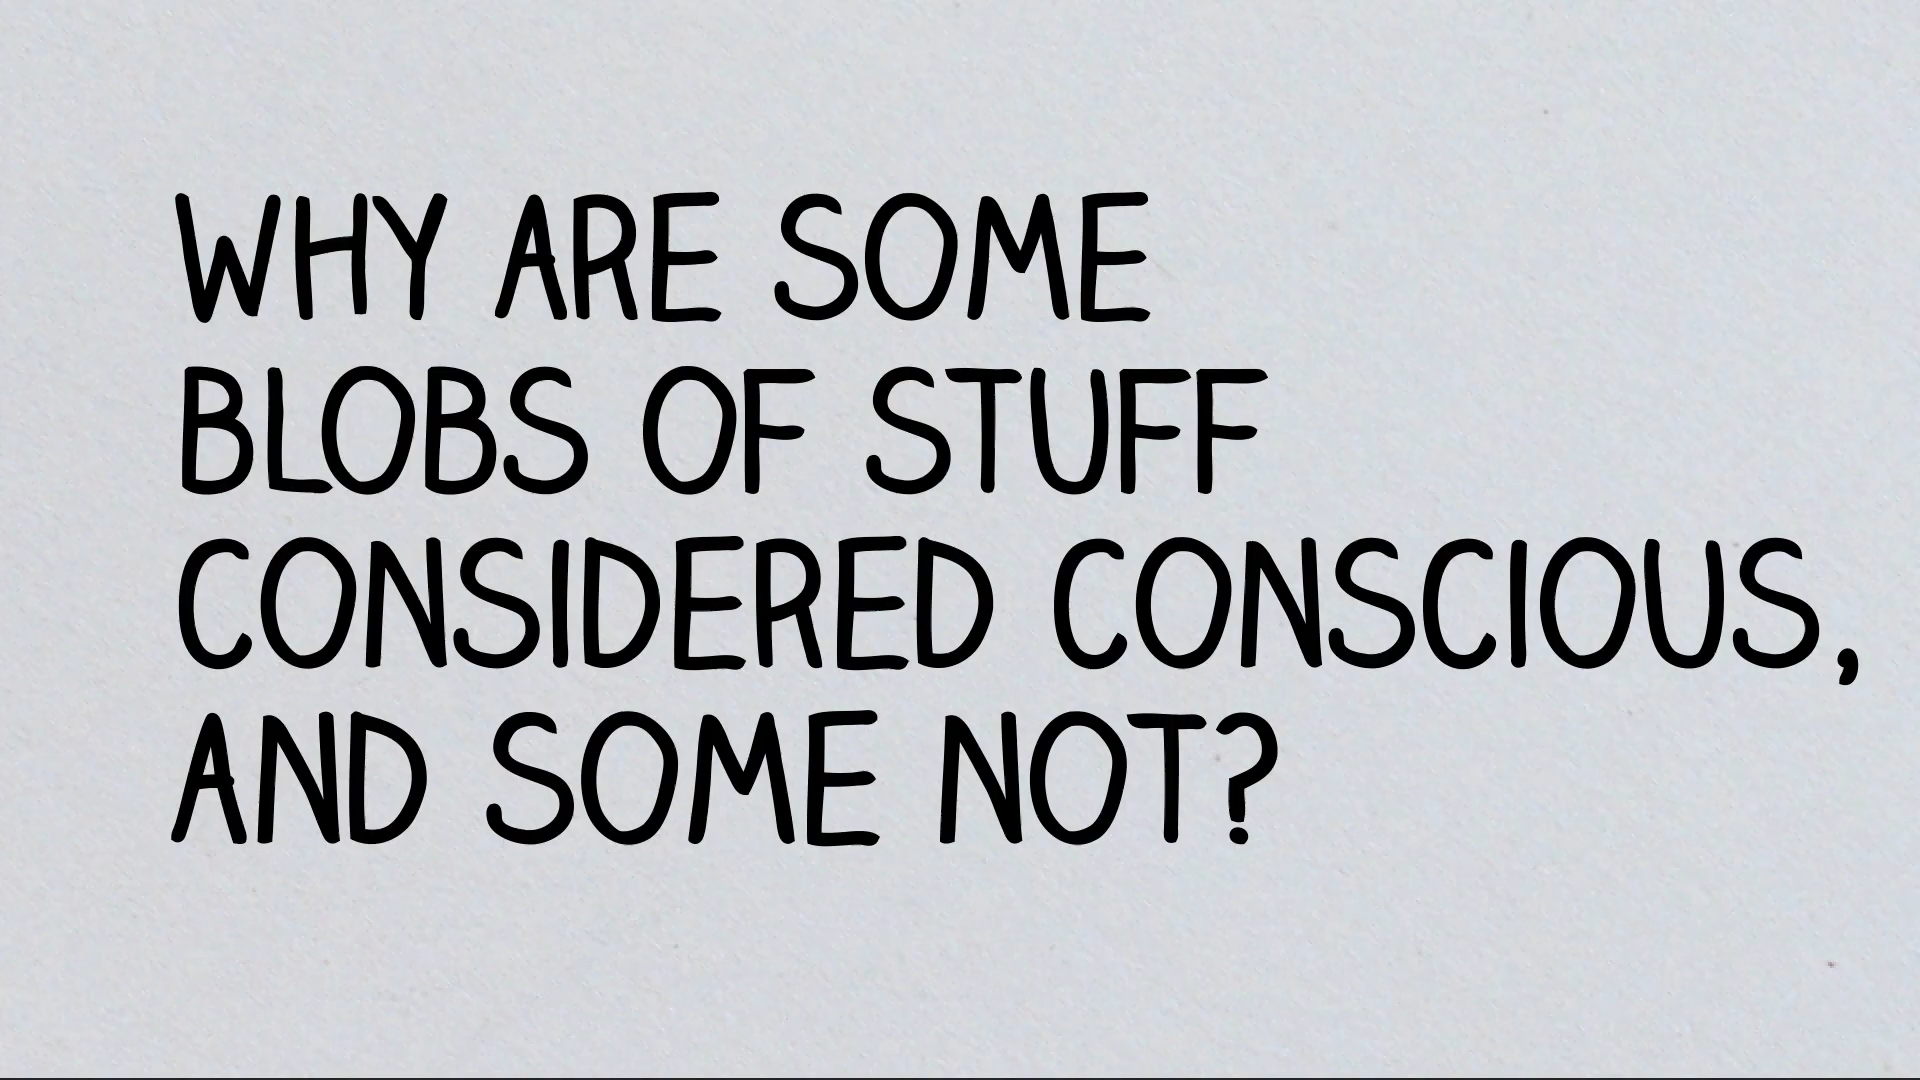 WHY ARE SOME
BLOBS OF STUFF
CONSIDERED CONSCIOUS,
AND SOME NOT?